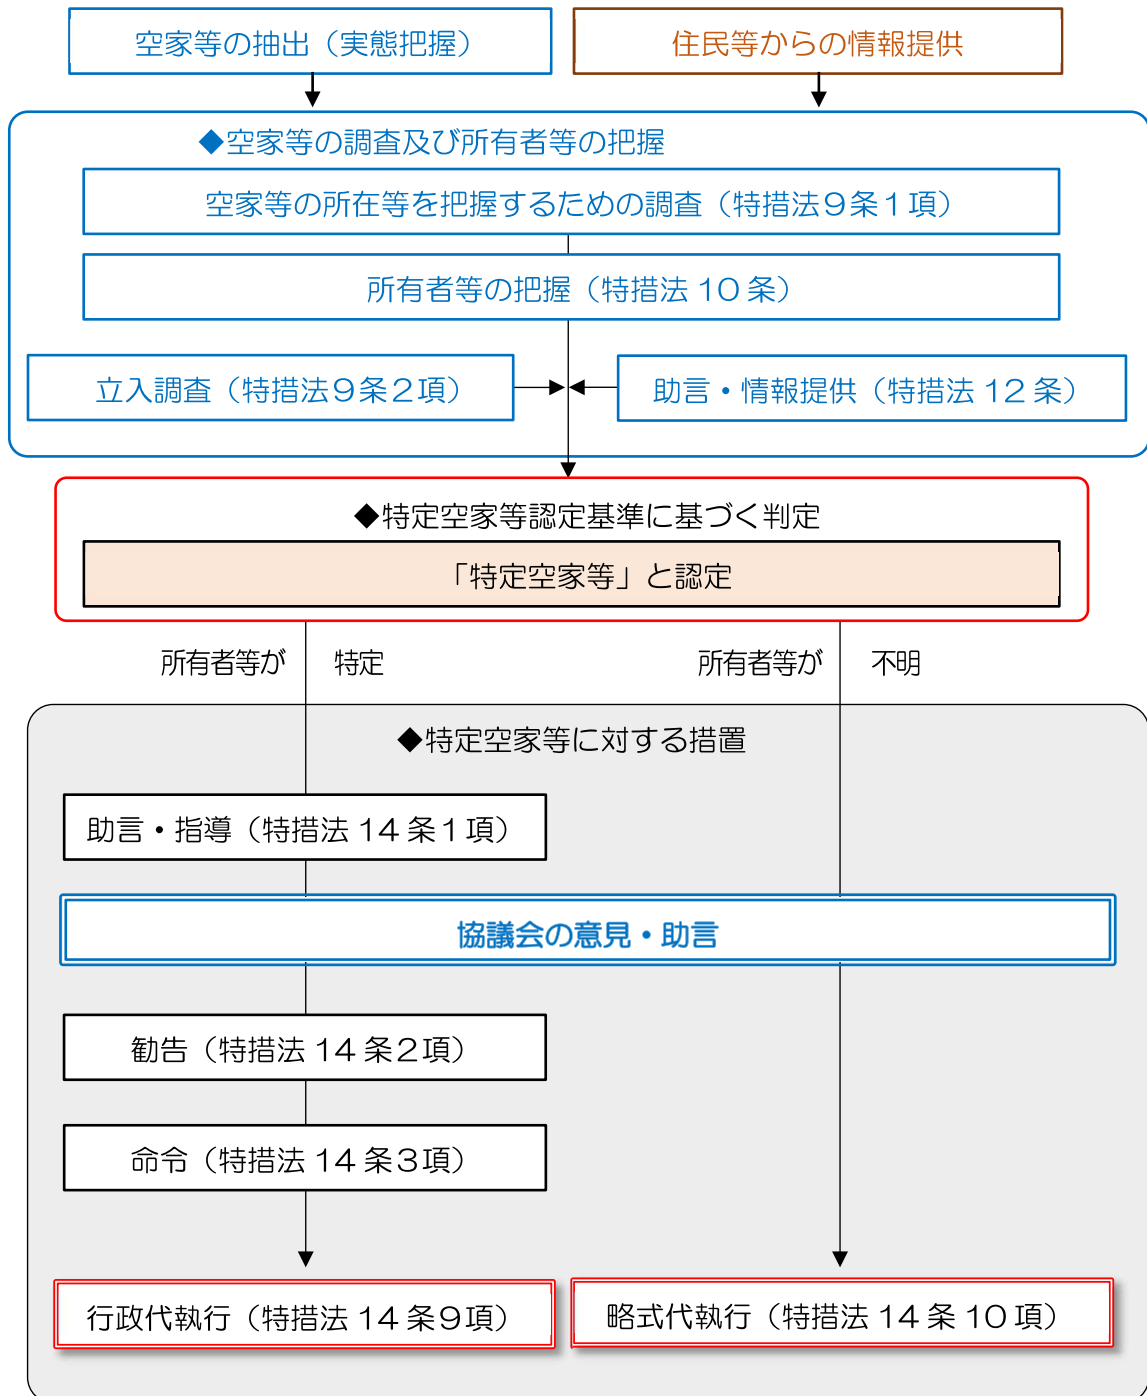 空家等の抽出（実態把握）
住民等からの情報提供
◆空家等の調査及び所有者等の把握
空家等の所在等を把握するための調査（特措法９条１項）
所有者等の把握（特措法 10 条）
立入調査（特措法９条２項）
助言・情報提供（特措法 12 条）
◆特定空家等認定基準に基づく判定
「特定空家等」と認定
所有者等が　特定
所有者等が　不明
◆特定空家等に対する措置
助言・指導（特措法 14 条１項）
協議会の意見・助言
勧告（特措法 14 条２項）
命令（特措法 14 条３項）
行政代執行（特措法 14 条９項）
略式代執行（特措法 14 条 10 項）